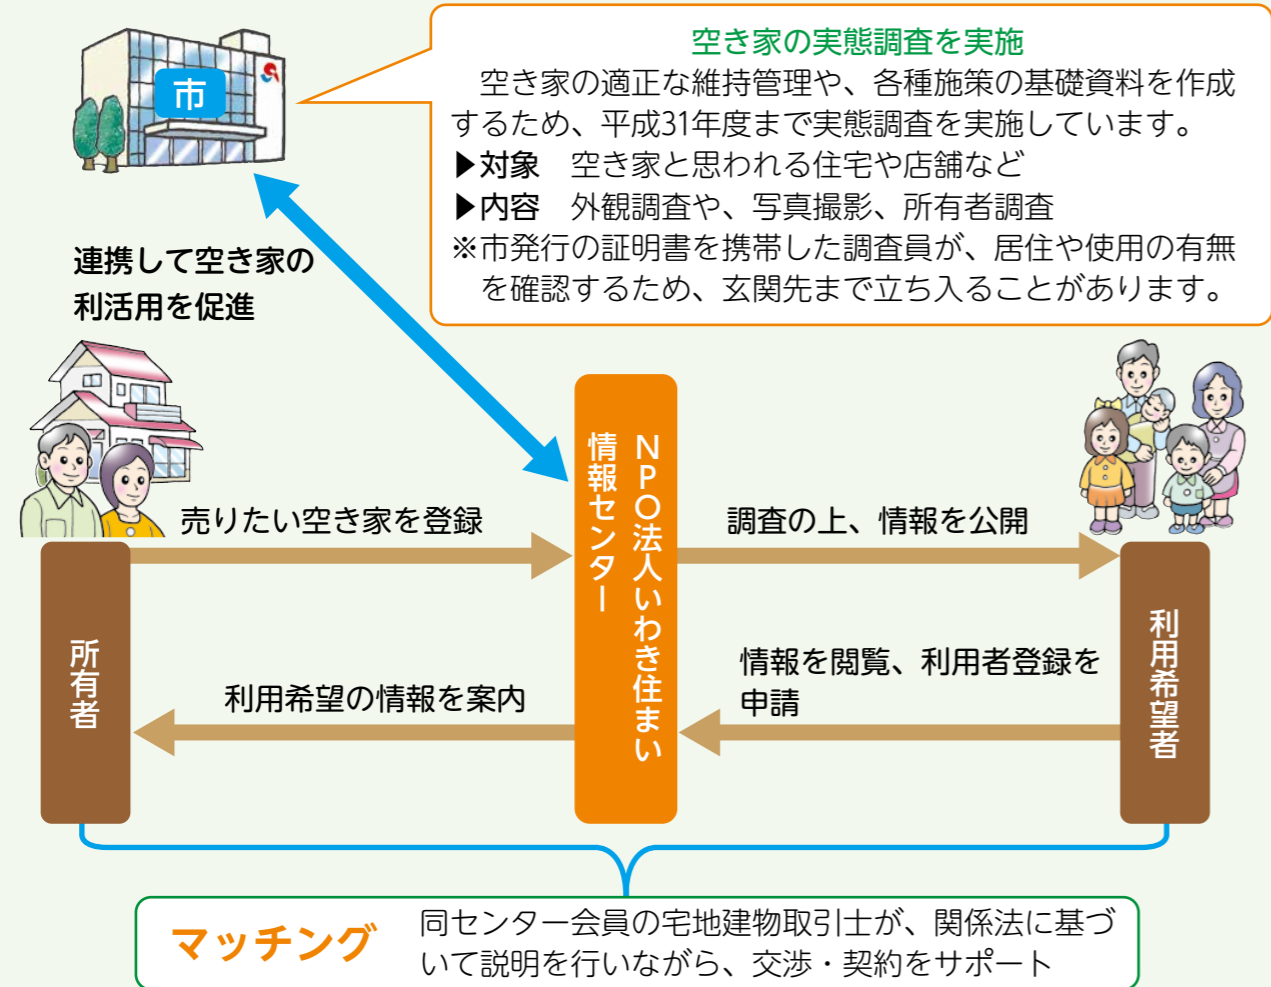 市
空き家の実態調査を実施
　空き家の適正な維持管理や、各種施策の基礎資料を作成
するため、平成31年度まで実態調査を実施しています。
▶対象　空き家と思われる住宅や店舗など
▶内容　外観調査や、写真撮影、所有者調査
※市発行の証明書を携帯した調査員が、居住や使用の有無
を確認するため、玄関先まで立ち入ることがあります。
連携して空き家の
利活用を促進
所有者
売りたい空き家を登録
利用希望の情報を案内
NPO法人いわき住まい
情報センター
調査の上、情報を公開
情報を閲覧、利用者登録を
申請
利用希望者
マッチング
同センター会員の宅地建物取引士が、関係法に基づ
いて説明を行いながら、交渉・契約をサポート